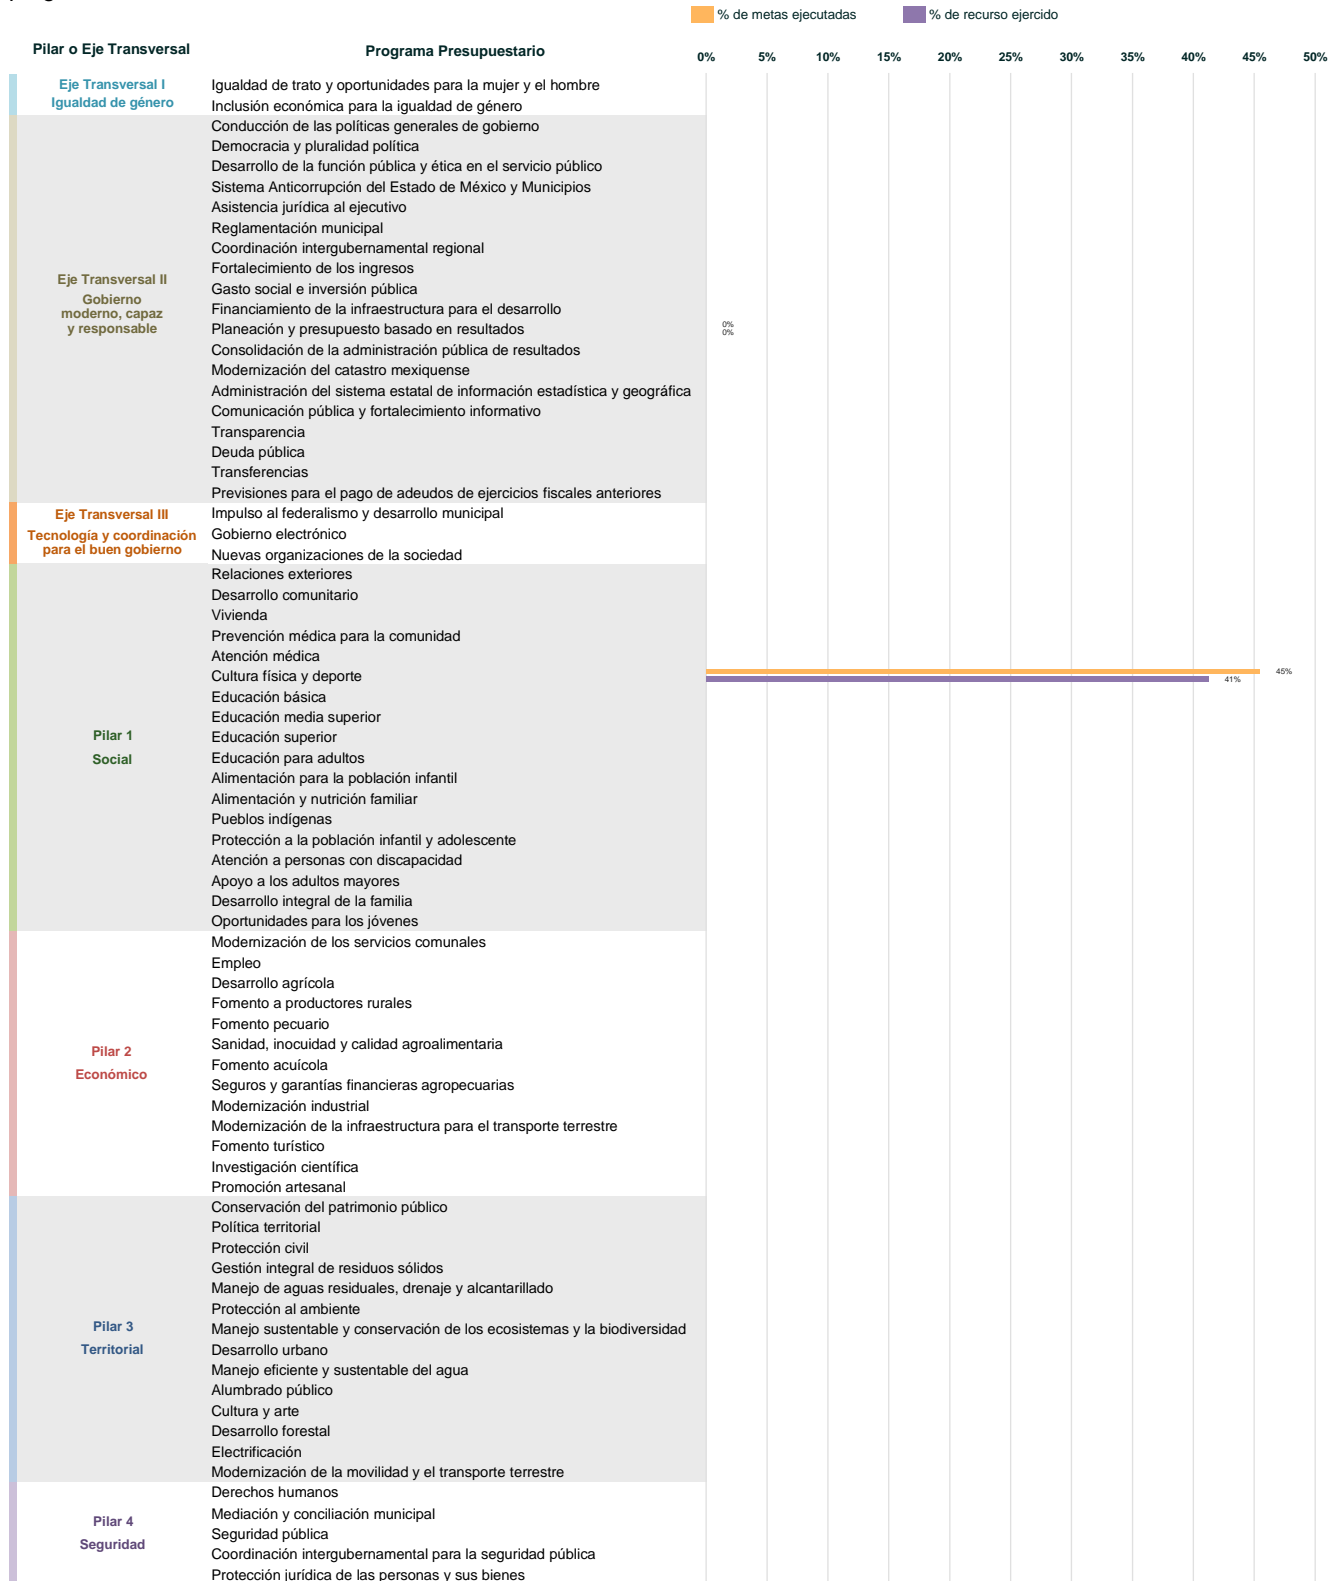 % de metas ejecutadas
% de recurso ejercido
Pilar o Eje Transversal
Programa Presupuestario
0% 5% 10% 15% 20% 25% 30% 35% 40% 45% 50%
Eje Transversal I
Igualdad de género
Igualdad de trato y oportunidades para la mujer y el hombre
Inclusión económica para la igualdad de género
Eje Transversal II
Gobierno
moderno, capaz
y responsable
Conducción de las políticas generales de gobierno
Democracia y pluralidad política
Desarrollo de la función pública y ética en el servicio público
Sistema Anticorrupción del Estado de México y Municipios
Asistencia jurídica al ejecutivo
Reglamentación municipal
Coordinación intergubernamental regional
Fortalecimiento de los ingresos
Gasto social e inversión pública
Financiamiento de la infraestructura para el desarrollo
Planeación y presupuesto basado en resultados
0%
0%
Consolidación de la administración pública de resultados
Modernización del catastro mexiquense
Administración del sistema estatal de información estadística y geográfica
Comunicación pública y fortalecimiento informativo
Transparencia
Deuda pública
Transferencias
Previsiones para el pago de adeudos de ejercicios fiscales anteriores
Eje Transversal III
Tecnología y coordinación
para el buen gobierno
Impulso al federalismo y desarrollo municipal
Gobierno electrónico
Nuevas organizaciones de la sociedad
Pilar 1
Social
Relaciones exteriores
Desarrollo comunitario
Vivienda
Prevención médica para la comunidad
Atención médica
Cultura física y deporte
45%
41%
Educación básica
Educación media superior
Educación superior
Educación para adultos
Alimentación para la población infantil
Alimentación y nutrición familiar
Pueblos indígenas
Protección a la población infantil y adolescente
Atención a personas con discapacidad
Apoyo a los adultos mayores
Desarrollo integral de la familia
Oportunidades para los jóvenes
Pilar 2
Económico
Modernización de los servicios comunales
Empleo
Desarrollo agrícola
Fomento a productores rurales
Fomento pecuario
Sanidad, inocuidad y calidad agroalimentaria
Fomento acuícola
Seguros y garantías financieras agropecuarias
Modernización industrial
Modernización de la infraestructura para el transporte terrestre
Fomento turístico
Investigación científica
Promoción artesanal
Pilar 3
Territorial
Conservación del patrimonio público
Política territorial
Protección civil
Gestión integral de residuos sólidos
Manejo de aguas residuales, drenaje y alcantarillado
Protección al ambiente
Manejo sustentable y conservación de los ecosistemas y la biodiversidad
Desarrollo urbano
Manejo eficiente y sustentable del agua
Alumbrado público
Cultura y arte
Desarrollo forestal
Electrificación
Modernización de la movilidad y el transporte terrestre
Pilar 4
Seguridad
Derechos humanos
Mediación y conciliación municipal
Seguridad pública
Coordinación intergubernamental para la seguridad pública
Protección jurídica de las personas y sus bienes